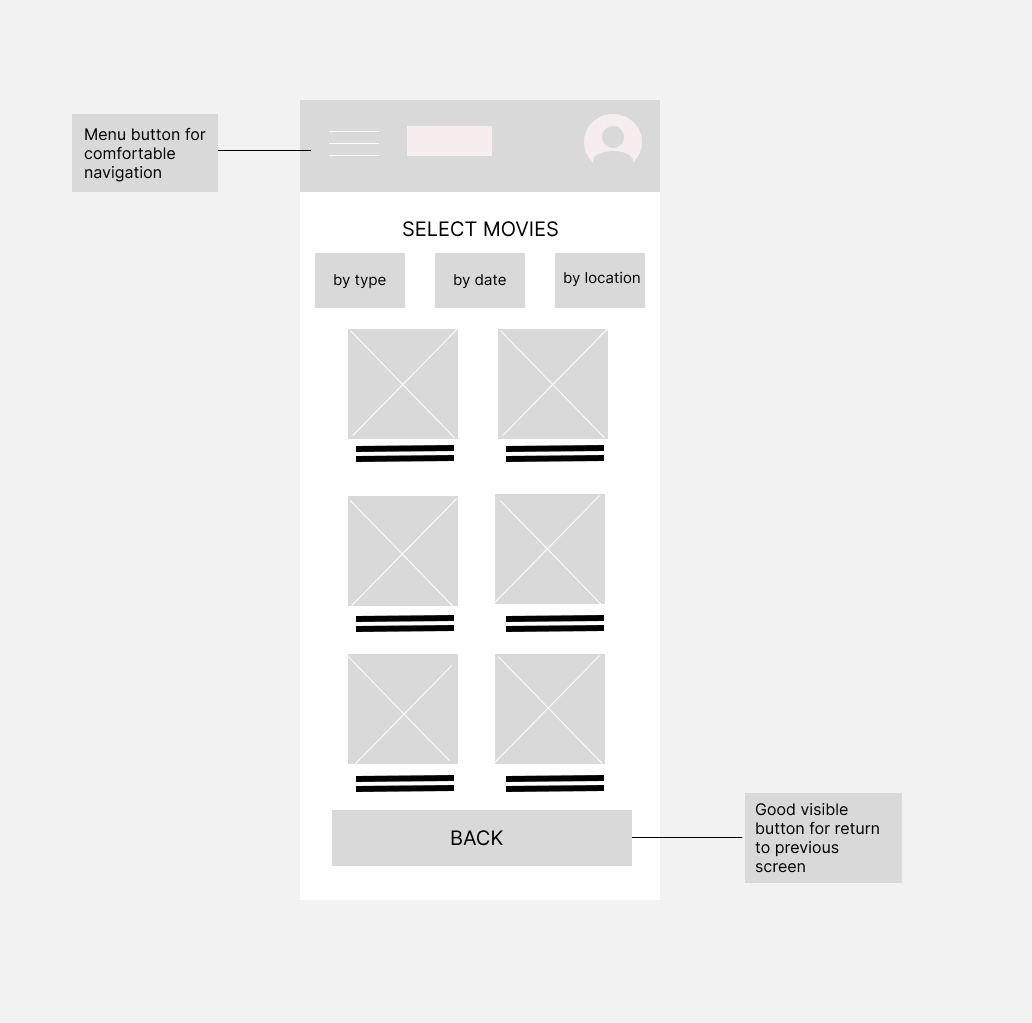 Menu button for
comfortable
navigation
SELECT MOVIES
by type
by date
by location
BACK
Good visible
button for return
to previous
screen